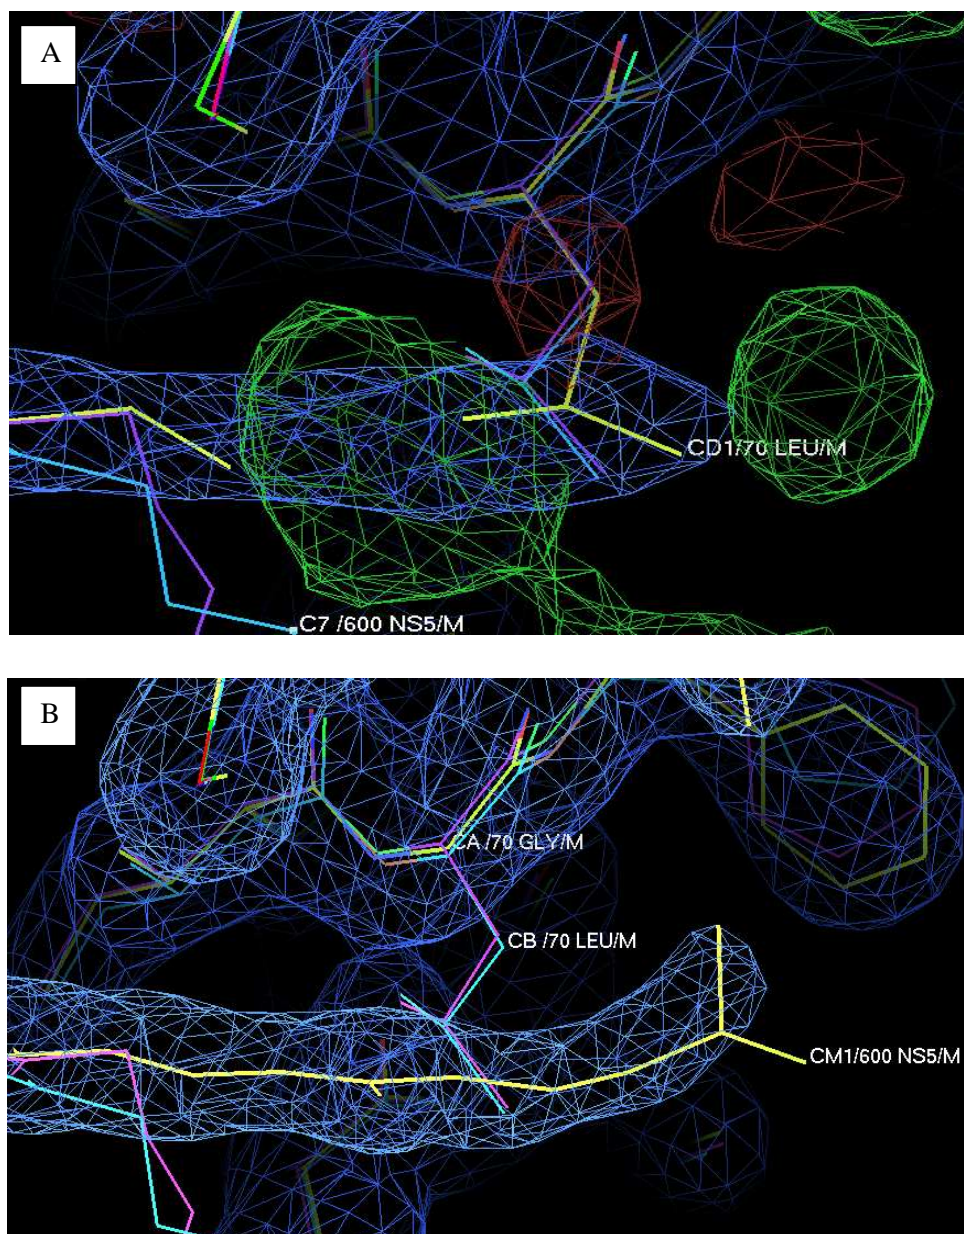 A
CD1/70 LEU/M
C7 /600 NS5/M
B
CA /70 GLY/M
CB /70 LEU/M
CM1/600 NS5/M